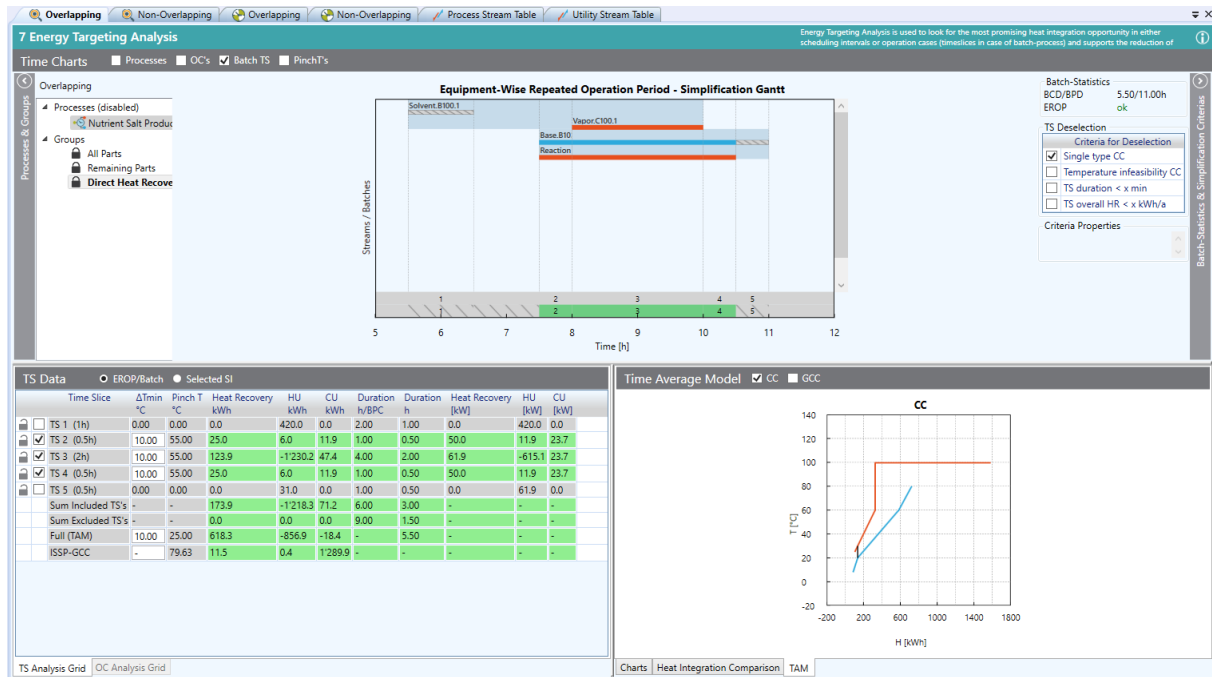 Overlapping
Non-Overlapping
Overlapping
Non-Overlapping
Process Stream Table
Utility Stream Table
7 Energy Targeting Analysis
Energy Targeting Analysis is used to look for the most promising heat integration opportunity in either
scheduling intervals or operation cases (timeslices in case of batch-process) and supports the reduction of
Time Charts
Processes
OC's
Batch TS
PinchT's
Processes & Groups
Overlapping
Processes (disabled)
Nutrient Salt Produc
Groups
All Parts
Remaining Parts
Direct Heat Recove
Equipment-Wise Repeated Operation Period - Simplification Gantt
Streams / Batches
Solvent.B100.1
Vapor.C100.1
Base.B10
Reaction
1 2 3 4 5
1 2 3 4 5
5 6 7 8 9 10 11 12
Time [h]
Batch-Statistics
BCD/BPD 5.50/11.00h
EROP ok
TS Deselection
Criteria for Deselection
Single type CC
Temperature infeasibility CC
TS duration < x min
TS overall HR < x kWh/a
Criteria Properties
Batch-Statistics & Simplification Criteria
TS Data
EROP/Batch
Selected SI
Time Slice ΔTmin Pinch T Heat Recovery HU CU Duration Duration Heat Recovery HU CU
°C °C kWh kWh kWh h/BPC h [kW] [kW] [kW]
TS 1 (1h) 0.00 0.00 0.0 420.0 0.0 2.00 1.00 0.0 420.0 0.0
TS 2 (0.5h) 10.00 55.00 25.0 6.0 11.9 1.00 0.50 50.0 11.9 23.7
TS 3 (2h) 10.00 55.00 123.9 -1'230.2 47.4 4.00 2.00 61.9 -615.1 23.7
TS 4 (0.5h) 10.00 55.00 25.0 6.0 11.9 1.00 0.50 50.0 11.9 23.7
TS 5 (0.5h) 0.00 0.00 0.0 31.0 0.0 1.00 0.50 0.0 61.9 0.0
Sum Included TS's - - 173.9 -1'218.3 71.2 6.00 3.00 - - -
Sum Excluded TS's - - 0.0 0.0 0.0 9.00 1.50 - - -
Full (TAM) 10.00 25.00 618.3 -856.9 -18.4 - 5.50 - - -
ISSP-GCC - 79.63 11.5 0.4 1'289.9 - - - - -
TS Analysis Grid
OC Analysis Grid
Time Average Model
CC
GCC
CC
T [°C]
140
120
100
80
60
40
20
0
-20
-200 200 600 1000 1400 1800
H [kWh]
Charts
Heat Integration Comparison
TAM